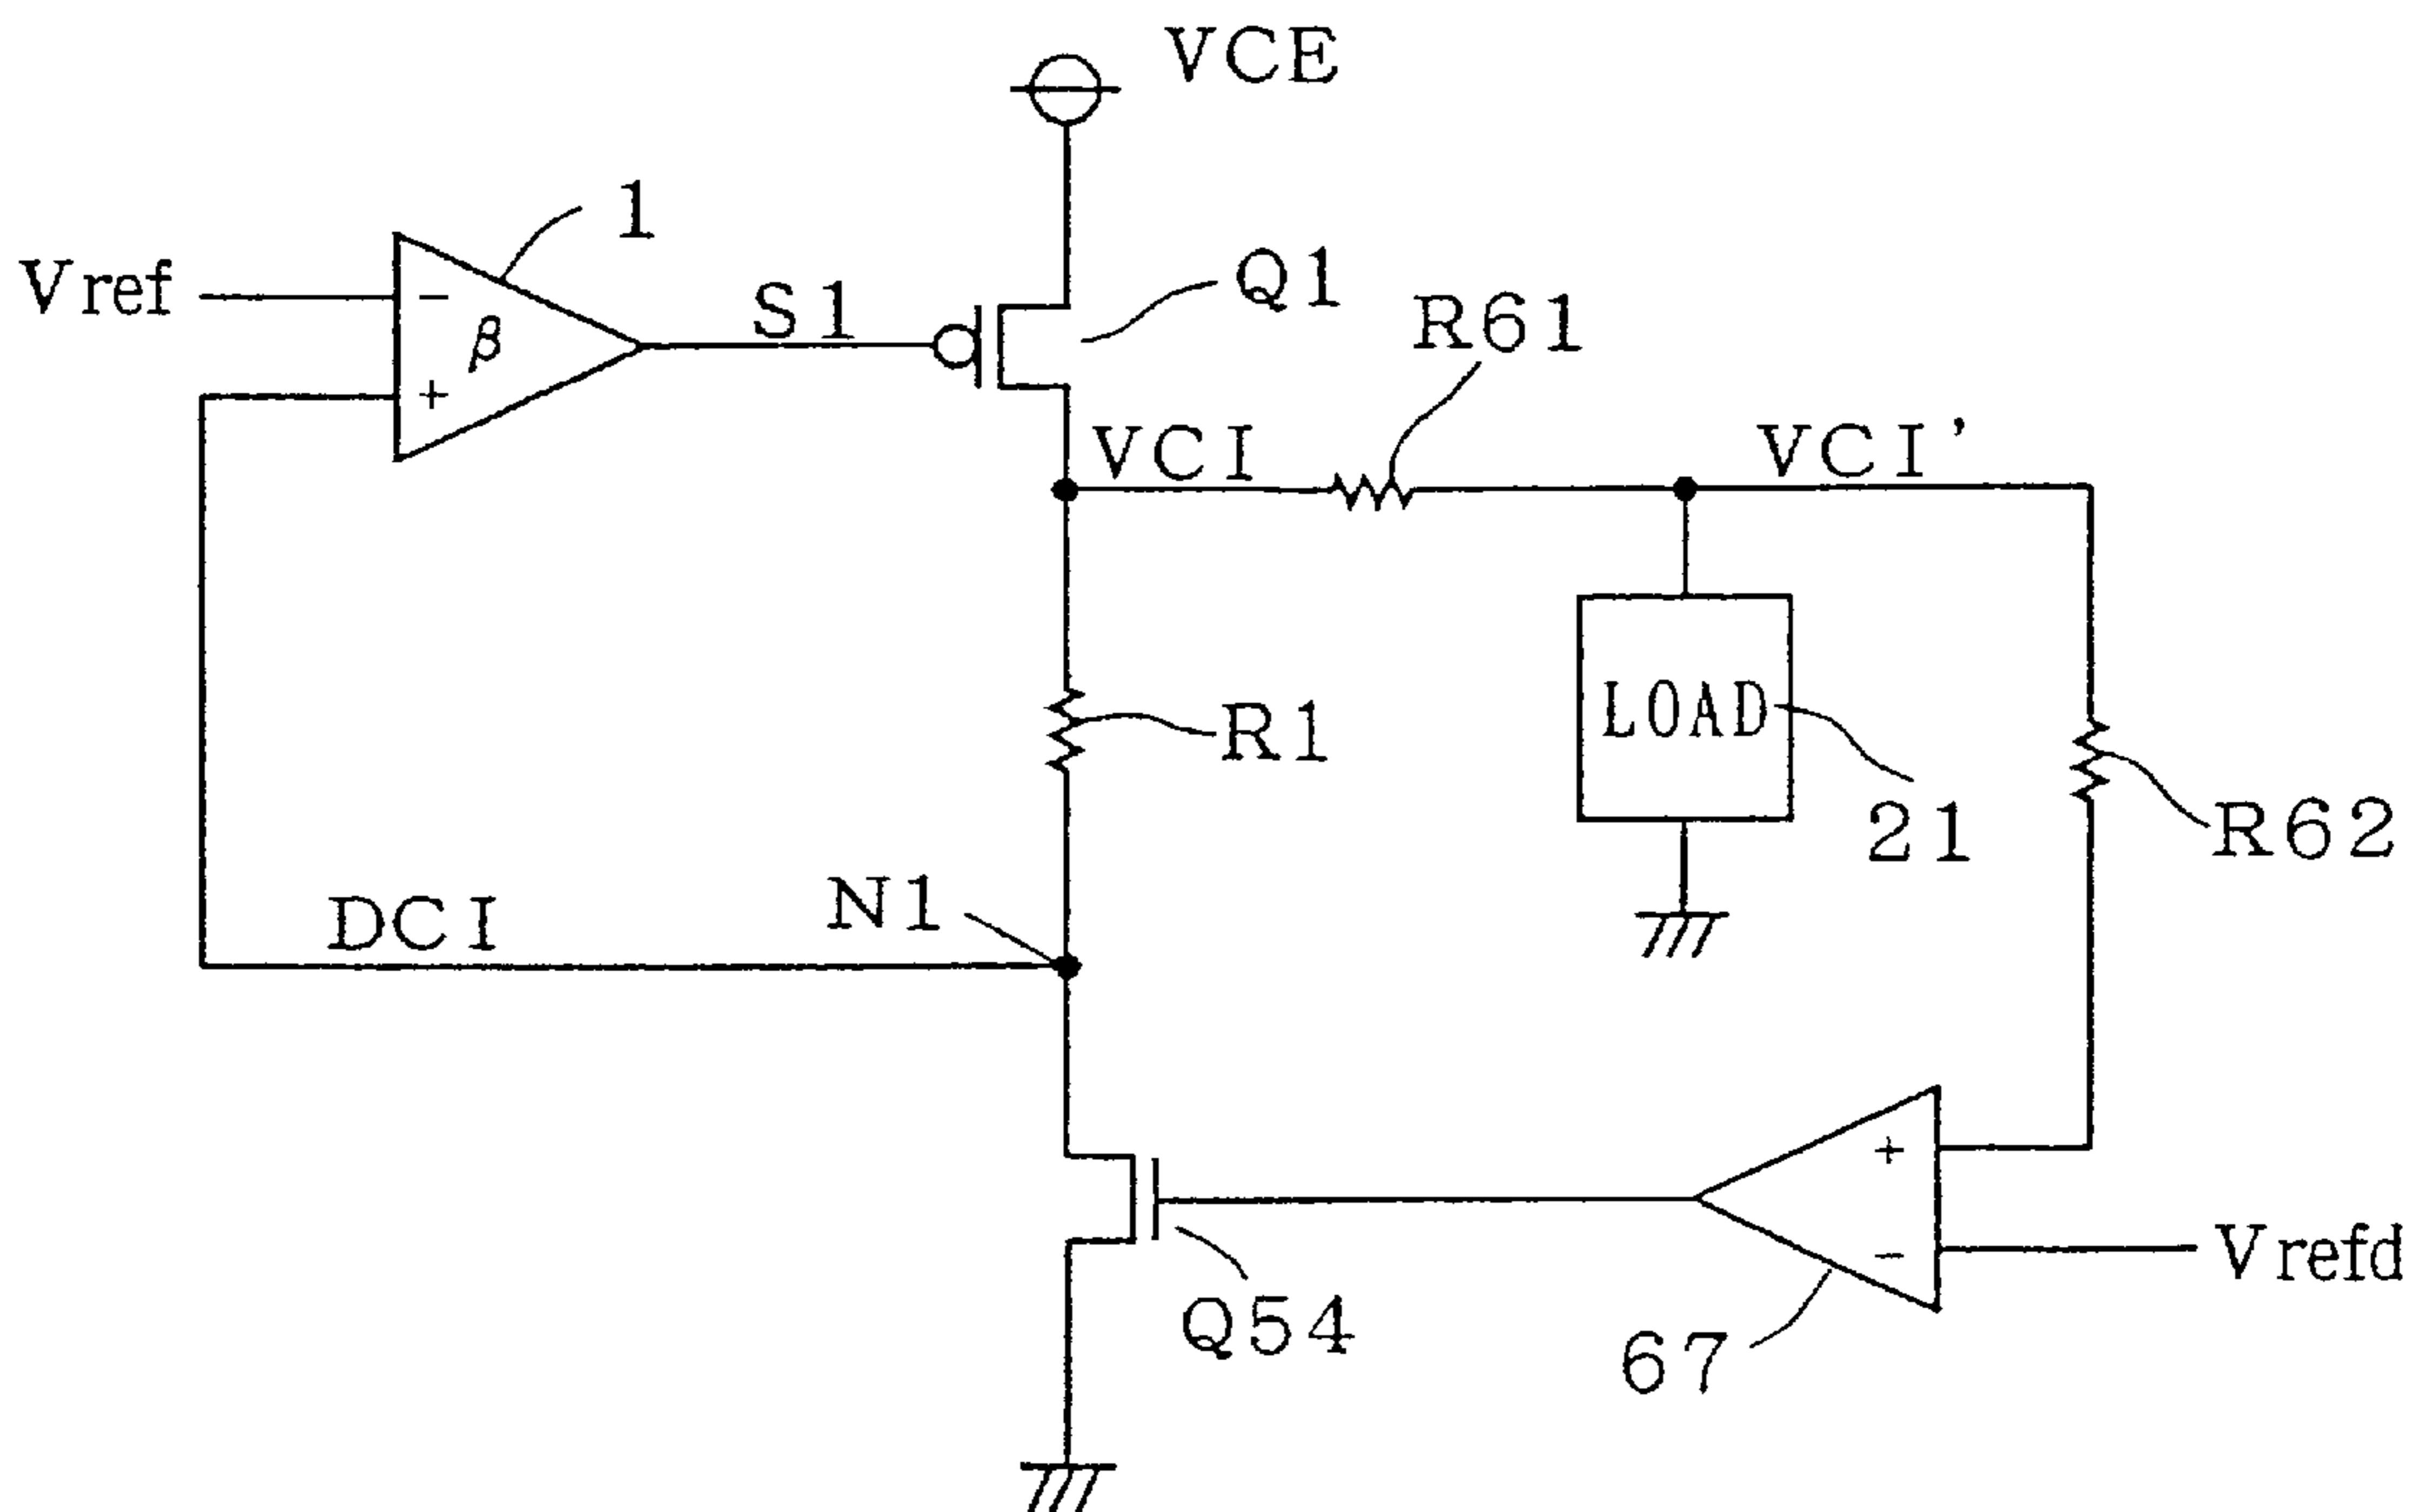 VCE
1
Vref
−
β
+
S1
Q1
R61
VCI
VCI'
R1
LOAD
21
R62
N1
DCI
+
−
Vrefd
Q54
67